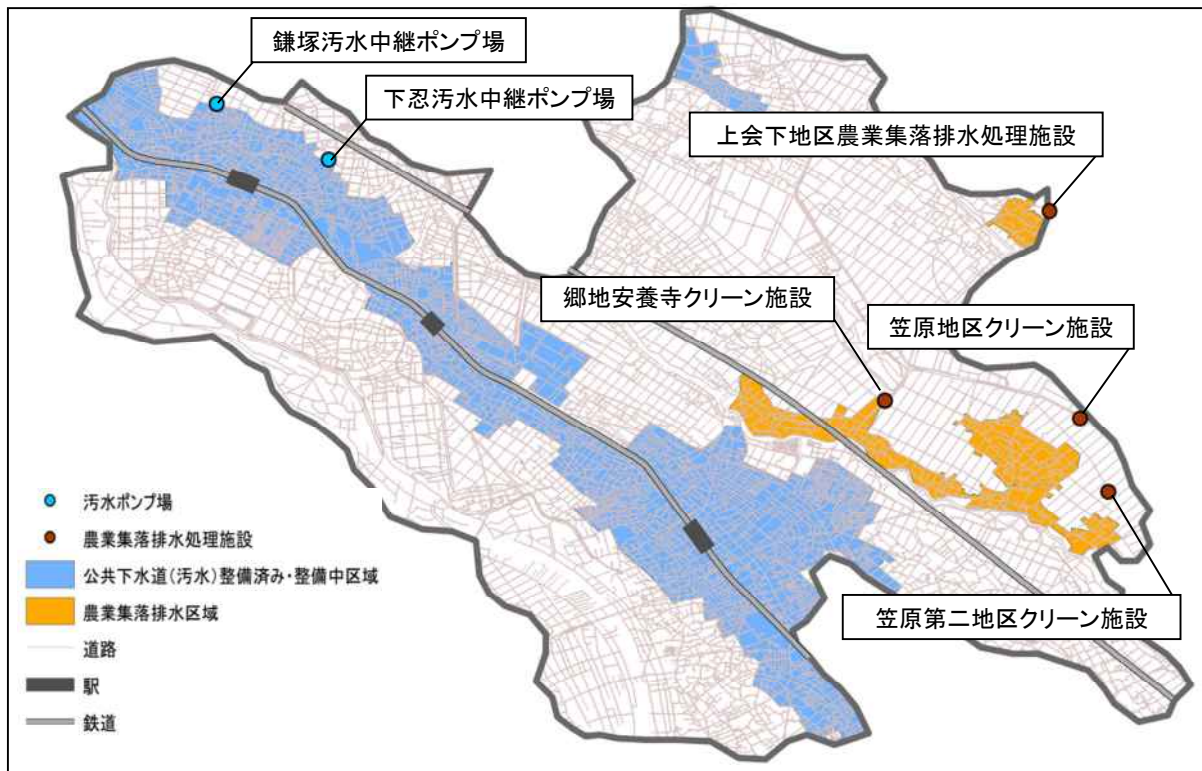 鎌塚汚水中継ポンプ場
下忍汚水中継ポンプ場
上会下地区農業集落排水処理施設
郷地安養寺クリーン施設
笠原地区クリーン施設
笠原第二地区クリーン施設
汚水ポンプ場
農業集落排水処理施設
公共下水道(汚水)整備済み・整備中区域
農業集落排水区域
道路
駅
鉄道